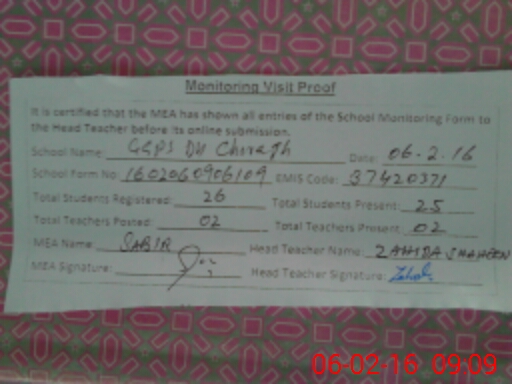 Monitoring Visit Proof
It is certified that the MEA has shown all entries of the School Monitoring Form to
the Head Teacher before its online submission.
School Name: GGPS DH Choragh Date: 06.2.16
School Form No: 1602060906109 EMIS Code: 37420371
Total Students Registered: 26 Total Students Present: 25
Total Teachers Posted: 02 Total Teachers Present: 02
MEA Name: SABIR Head Teacher Name: ZAHIDA SHAHEEN
MEA Signature: Head Teacher Signature:
06-02-16 09:09